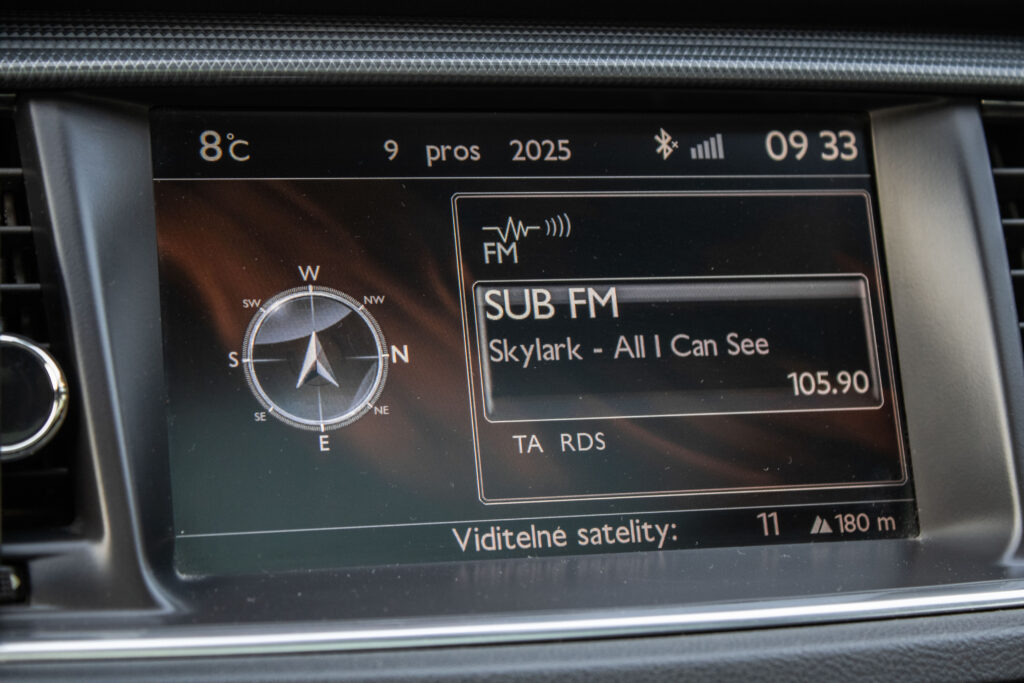 8°C 9 pros 2025 09 33
FM
SUB FM
Skylark - All I Can See
105.90
TA RDS
W
SW NW
S N
SE NE
E
Viditelné satelity: 11 180 m